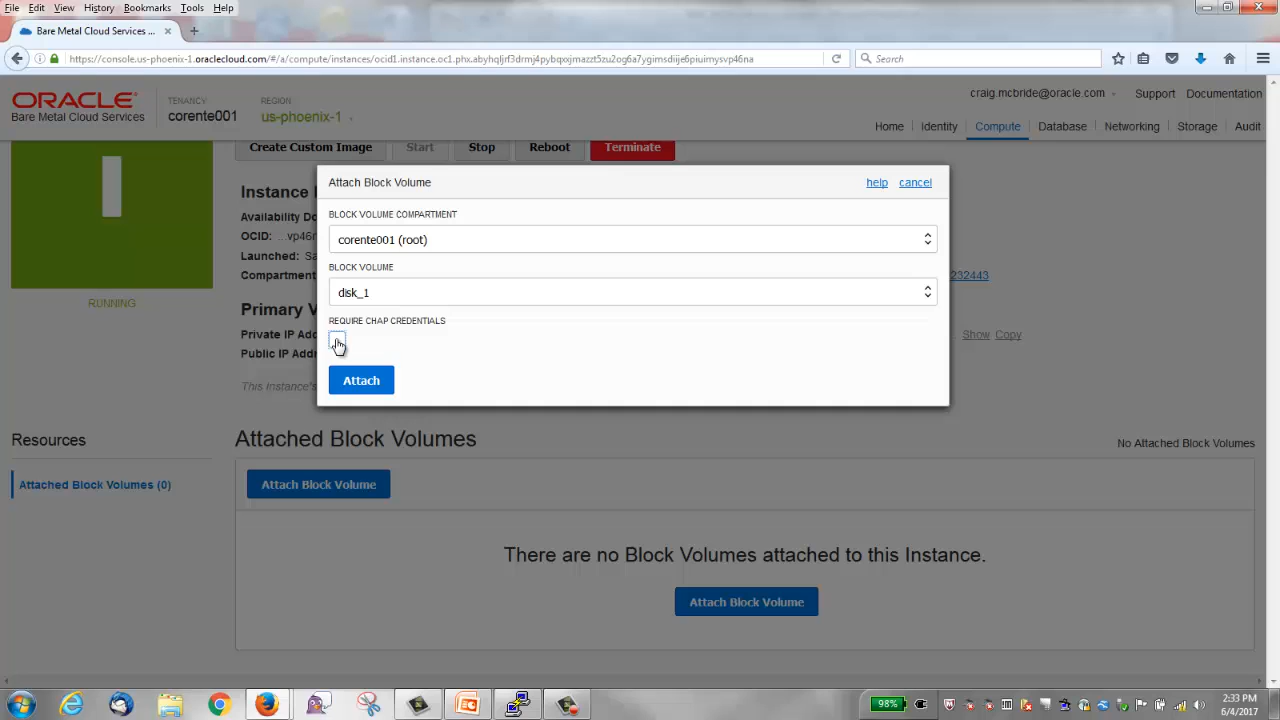 File Edit View History Bookmarks Tools Help
Bare Metal Cloud Services ...
https://console.us-phoenix-1.oraclecloud.com/#/a/compute/instances/ocid1.instance.oc1.phx.abyhqljrf3drmj4pybqxojmazzt5zu2og6a7ygimsdiije6piuimysvp46na
Search
ORACLE
Bare Metal Cloud Services
TENANCY
corente001
REGION
us-phoenix-1
craig.mcbride@oracle.com Support Documentation
Home Identity Compute Database Networking Storage Audit
Create Custom Image Start Stop Reboot Terminate
I
RUNNING
Instance I
Availability Do
OCID: ...vp46n
Launched: Sa
Compartment
232443
Primary V
Private IP Add
Show Copy
Public IP Addr
This Instance's
Attach Block Volume help cancel
BLOCK VOLUME COMPARTMENT
corente001 (root)
BLOCK VOLUME
disk_1
REQUIRE CHAP CREDENTIALS
Attach
Resources
Attached Block Volumes (0)
Attached Block Volumes
No Attached Block Volumes
Attach Block Volume
There are no Block Volumes attached to this Instance.
Attach Block Volume
98%
2:33 PM
6/4/2017